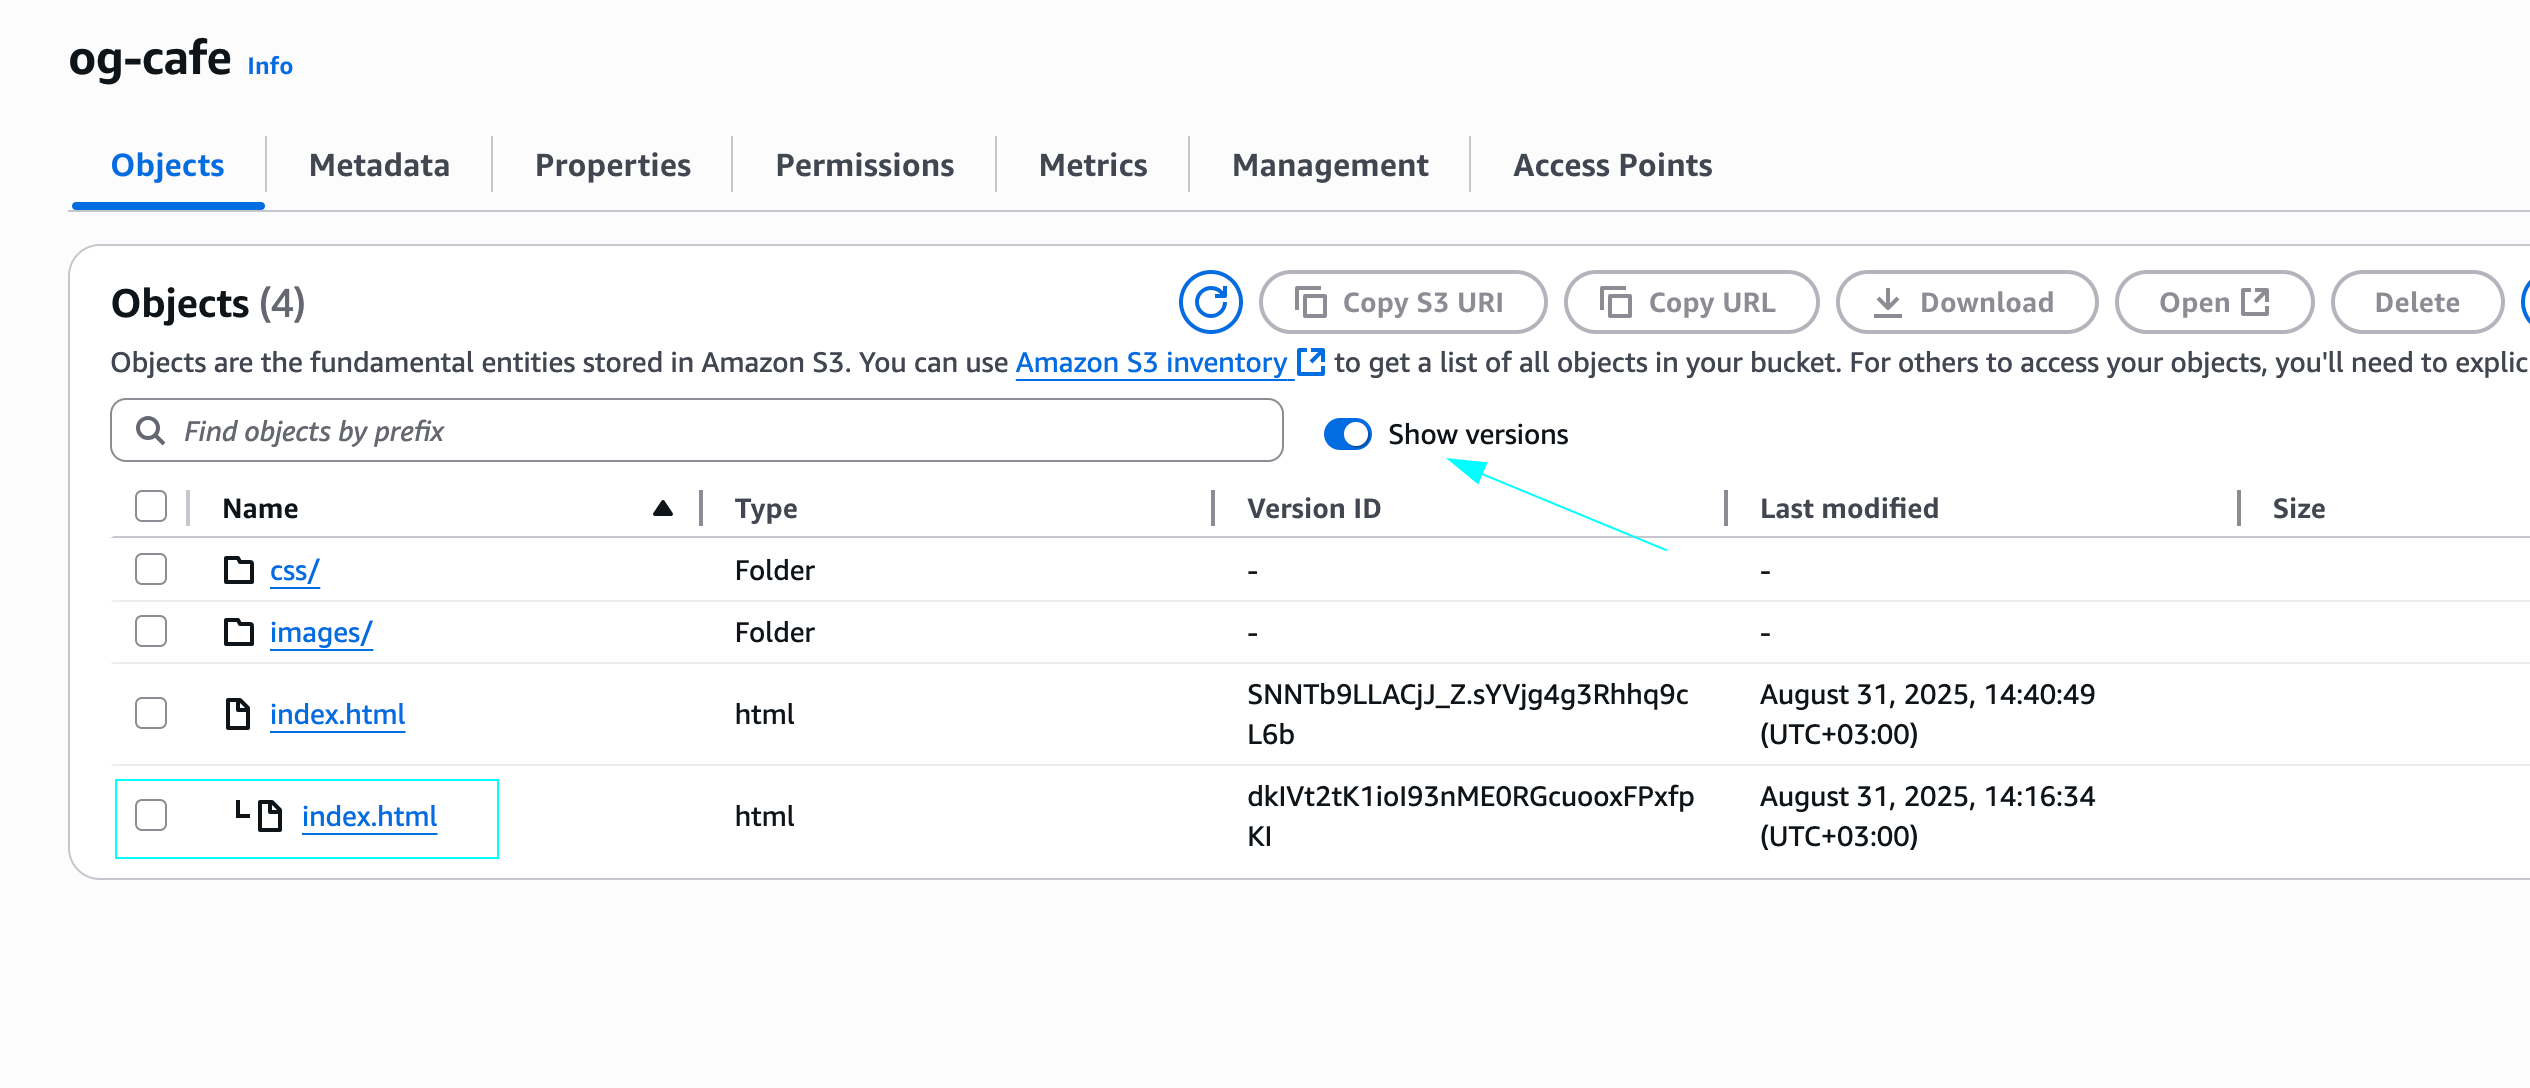 og-cafe Info
Objects Metadata Properties Permissions Metrics Management Access Points
Objects (4) Copy S3 URI Copy URL Download Open Delete
Objects are the fundamental entities stored in Amazon S3. You can use Amazon S3 inventory to get a list of all objects in your bucket. For others to access your objects, you'll need to explic
Find objects by prefix Show versions
Name Type Version ID Last modified Size
css/ Folder - -
images/ Folder - -
index.html html SNNTb9LLACjJ_Z.sYVjg4g3Rhhq9c August 31, 2025, 14:40:49
L6b (UTC+03:00)
index.html html dkIVt2tK1ioI93nME0RGcuooxFPxfp August 31, 2025, 14:16:34
KI (UTC+03:00)